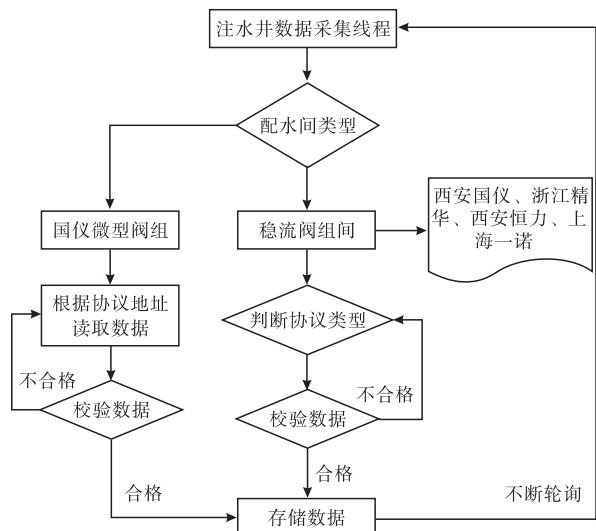 注水井数据采集线程
配水间类型
国仪微型阀组
稳流阀组间
西安国仪、浙江精
华、西安恒力、上
海一诺
根据协议地址
读取数据
判断协议类型
不合格
不合格
校验数据
校验数据
合格
合格
不断轮询
存储数据